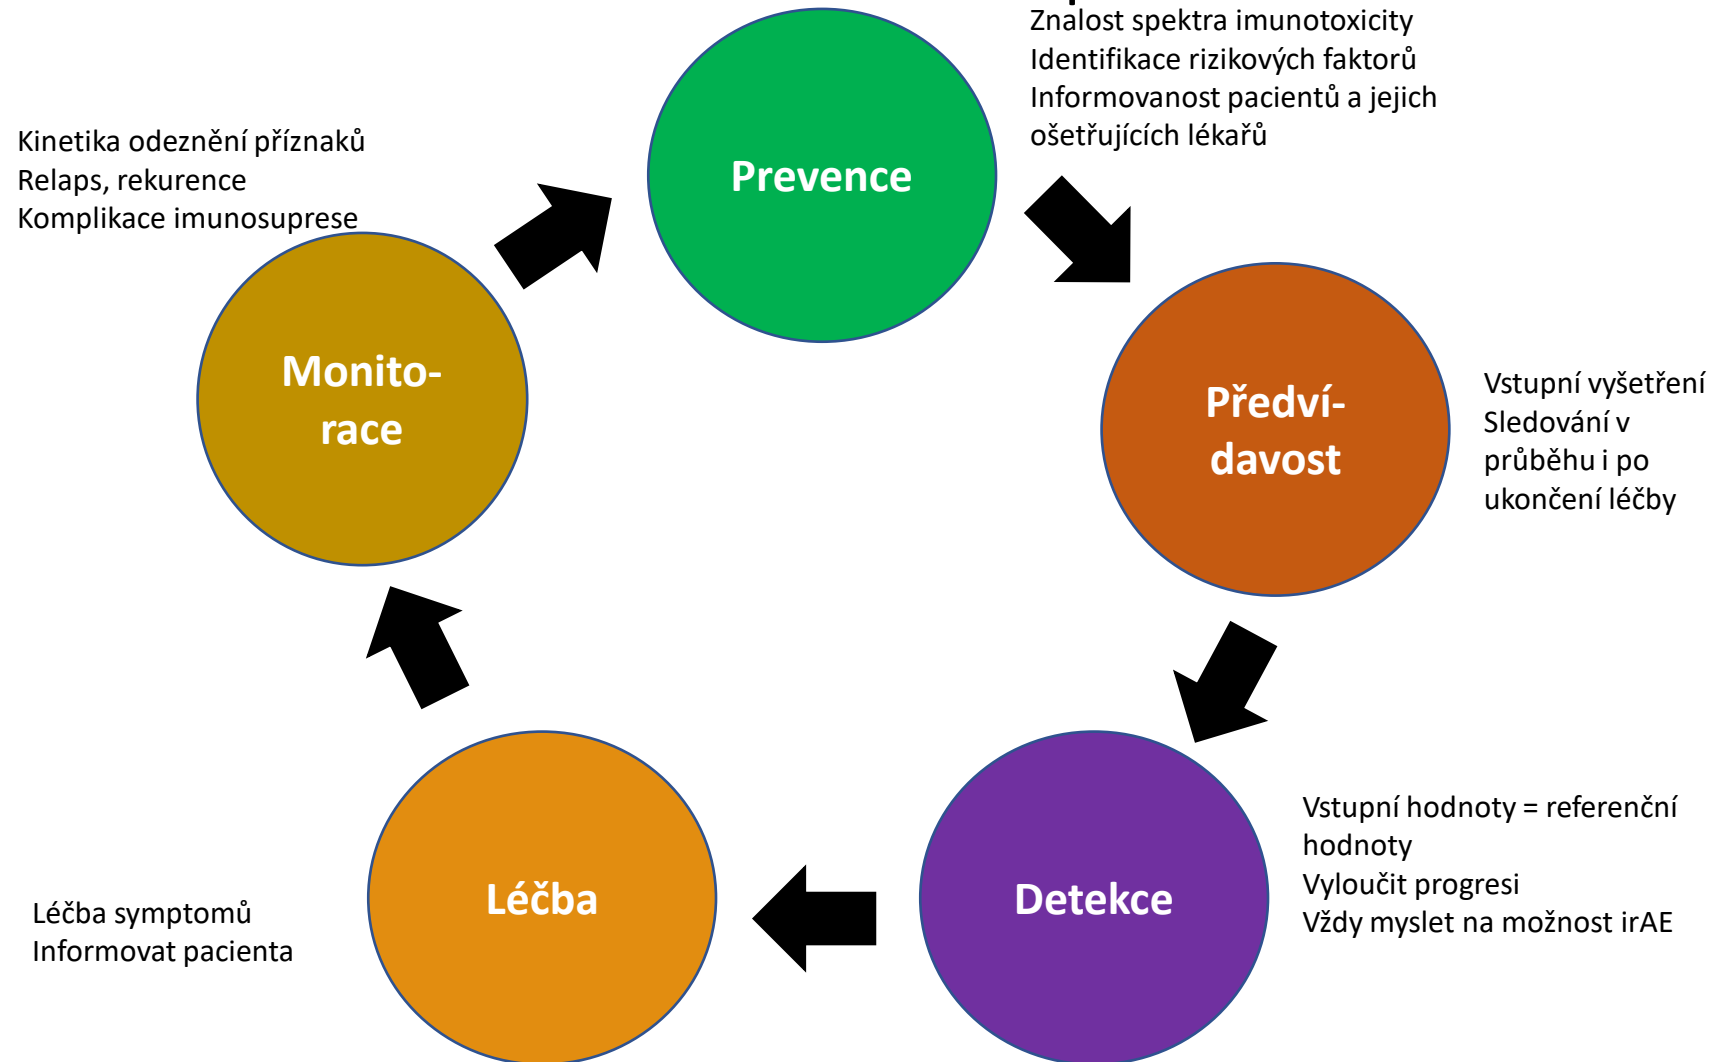 Znalost spektra imunotoxicity
Identifikace rizikových faktorů
Informovanost pacientů a jejich
ošetřujících lékařů
Prevence
Kinetika odeznění příznaků
Relaps, rekurence
Komplikace imunosuprese
Monito-
race
Předví-
davost
Vstupní vyšetření
Sledování v
průběhu i po
ukončení léčby
Detekce
Vstupní hodnoty = referenční
hodnoty
Vyloučit progresi
Vždy myslet na možnost irAE
Léčba
Léčba symptomů
Informovat pacienta